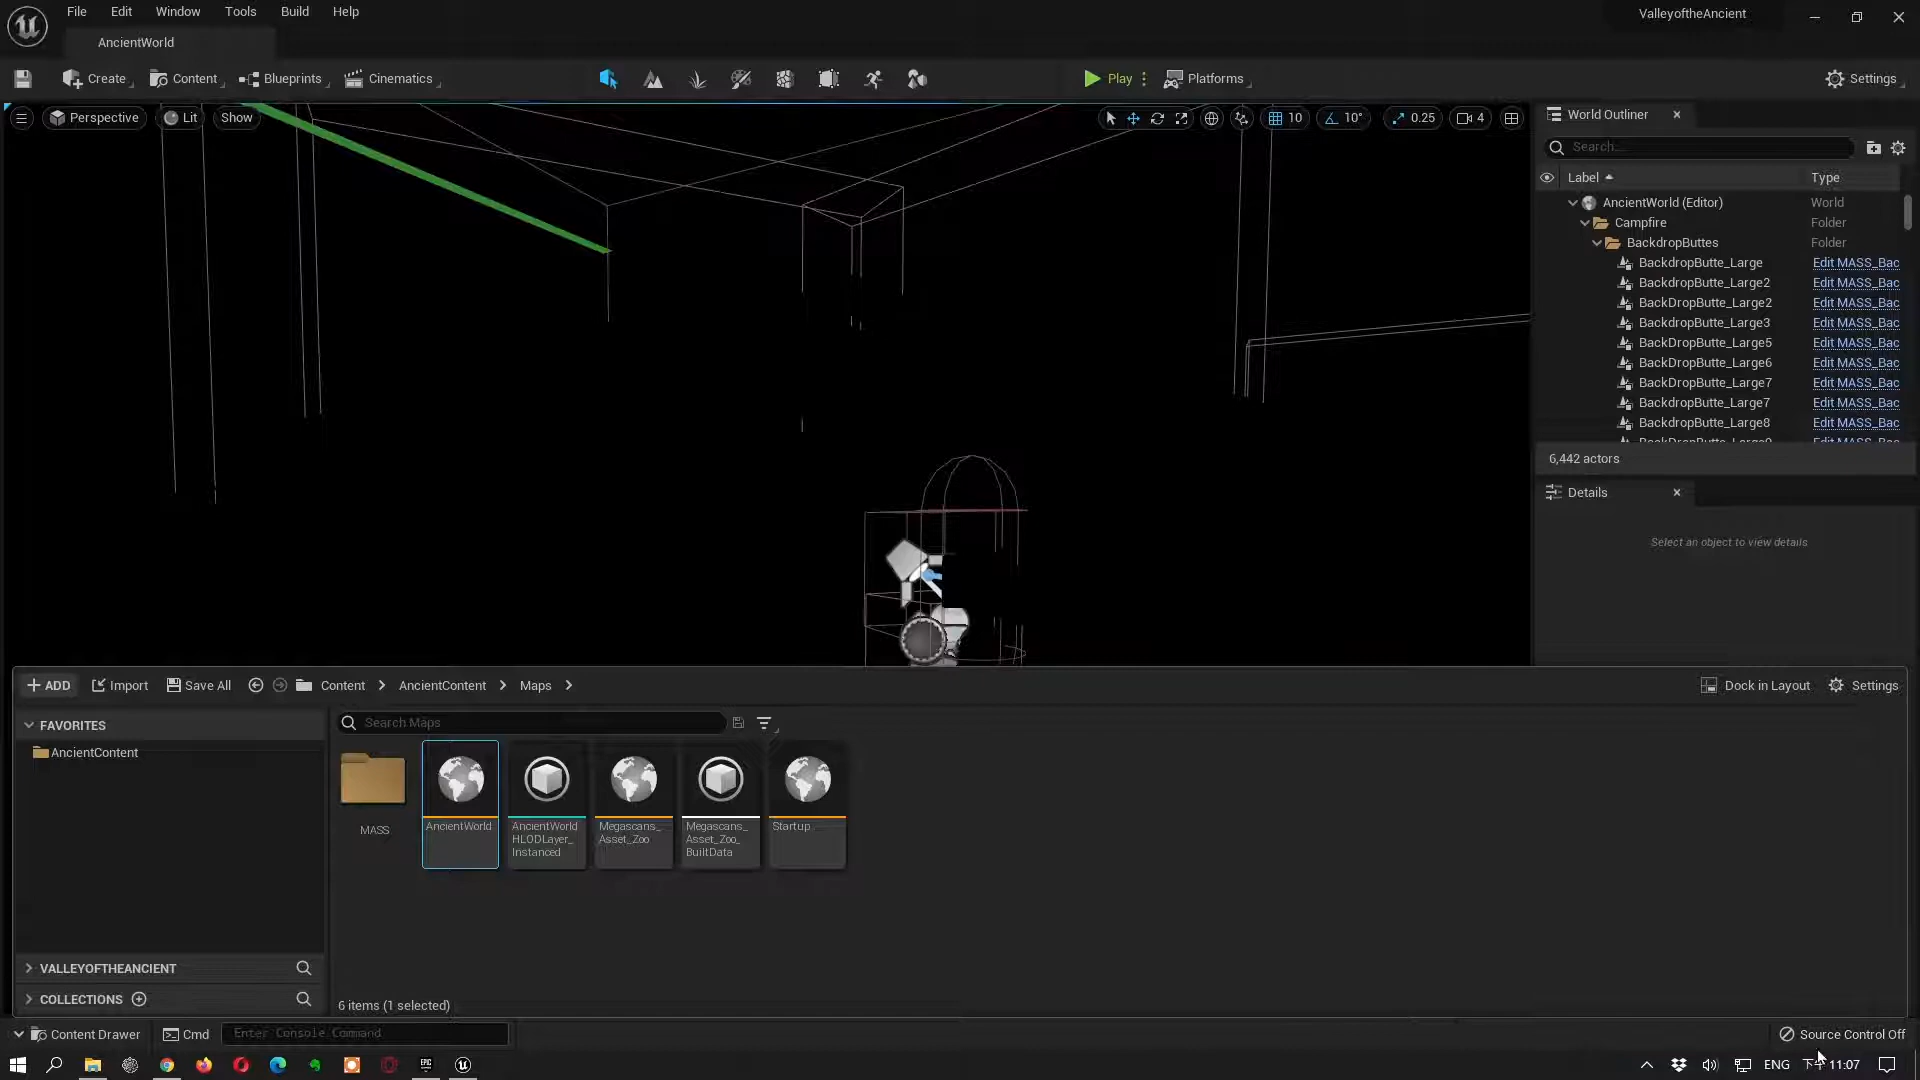 File Edit Window Tools Build Help
ValleyoftheAncient
AncientWorld
Create Content Blueprints Cinematics Play Platforms Settings
Perspective Lit Show 10 10° 0.25 4
World Outliner
Search...
Label Type
AncientWorld (Editor) World
Campfire Folder
BackdropButtes Folder
BackdropButte_Large Edit MASS_Bac
BackdropButte_Large2 Edit MASS_Bac
BackDropButte_Large2 Edit MASS_Bac
BackdropButte_Large3 Edit MASS_Bac
BackDropButte_Large5 Edit MASS_Bac
BackDropButte_Large6 Edit MASS_Bac
BackDropButte_Large7 Edit MASS_Bac
BackdropButte_Large7 Edit MASS_Bac
BackdropButte_Large8 Edit MASS_Bac
6,442 actors
Details
Select an object to view details
ADD Import Save All Content AncientContent Maps Dock in Layout Settings
FAVORITES
AncientContent
Search Maps
MASS
AncientWorld
AncientWorld
HLODLayer_
Instanced
Megascans_
Asset_Zoo
Megascans_
Asset_Zoo_
BuiltData
Startup
VALLEYOFTHEANCIENT
COLLECTIONS
6 items (1 selected)
Content Drawer Cmd Enter Console Command Source Control Off
EPIC
ENG 下午 11:07